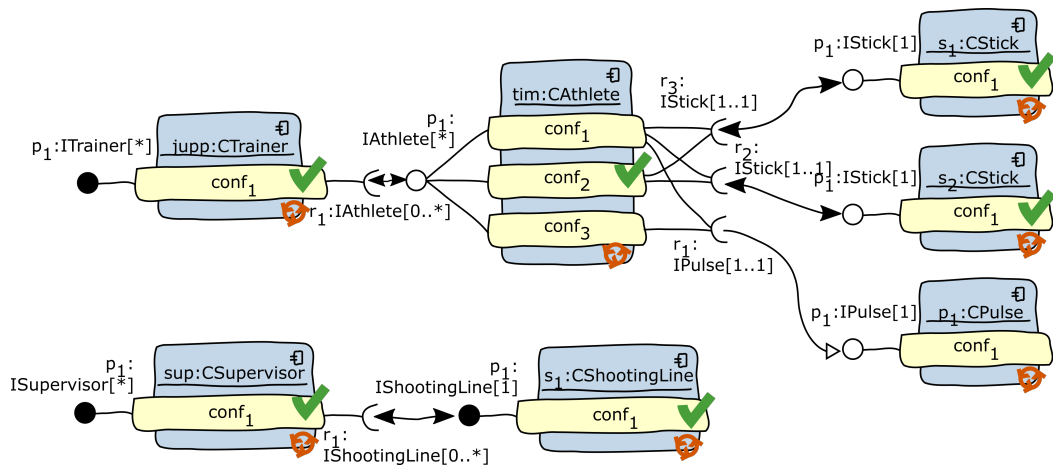 p1:ITrainer[*]
jupp:CTrainer
conf1
r1:IAthlete[0..*]
p1:
IAthlete[*]
tim:CAthlete
conf1
conf2
conf3
r3:
IStick[1..1]
r2:
IStick[1..1]
r1:
IPulse[1..1]
p1:IStick[1]
s1:CStick
conf1
p1:IStick[1]
s2:CStick
conf1
p1:IPulse[1]
p1:CPulse
conf1
p1:
ISupervisor[*]
sup:CSupervisor
conf1
r1:
IShootingLine[0..*]
p1:
IShootingLine[1]
s1:CShootingLine
conf1